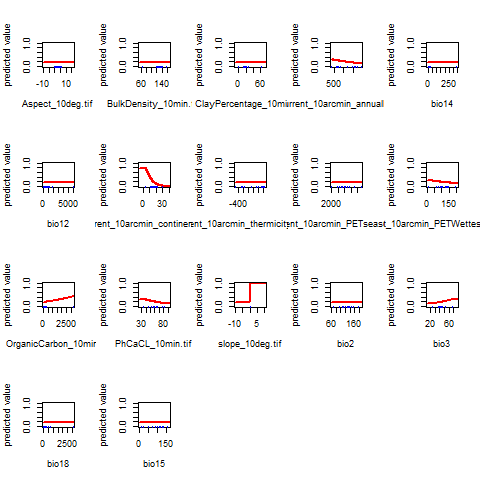 predicted value 0.0 1.0 -10 10 Aspect_10deg.tif
predicted value 0.0 1.0 60 140 BulkDensity_10min.
predicted value 0.0 1.0 0 60 ClayPercentage_10mi
predicted value 0.0 1.0 500 rrent_10arcmin_annual
predicted value 0.0 1.0 0 250 bio14
predicted value 0.0 1.0 0 5000 bio12
predicted value 0.0 1.0 0 30 rent_10arcmin_contine
predicted value 0.0 1.0 -400 ent_10arcmin_thermicity
predicted value 0.0 1.0 2000 nt_10arcmin_PETseas
predicted value 0.0 1.0 0 150 t_10arcmin_PETWettes
predicted value 0.0 1.0 0 2500 OrganicCarbon_10mir
predicted value 0.0 1.0 30 80 PhCaCL_10min.tif
predicted value 0.0 1.0 -10 5 slope_10deg.tif
predicted value 0.0 1.0 60 160 bio2
predicted value 0.0 1.0 20 60 bio3
predicted value 0.0 1.0 0 2500 bio18
predicted value 0.0 1.0 0 150 bio15